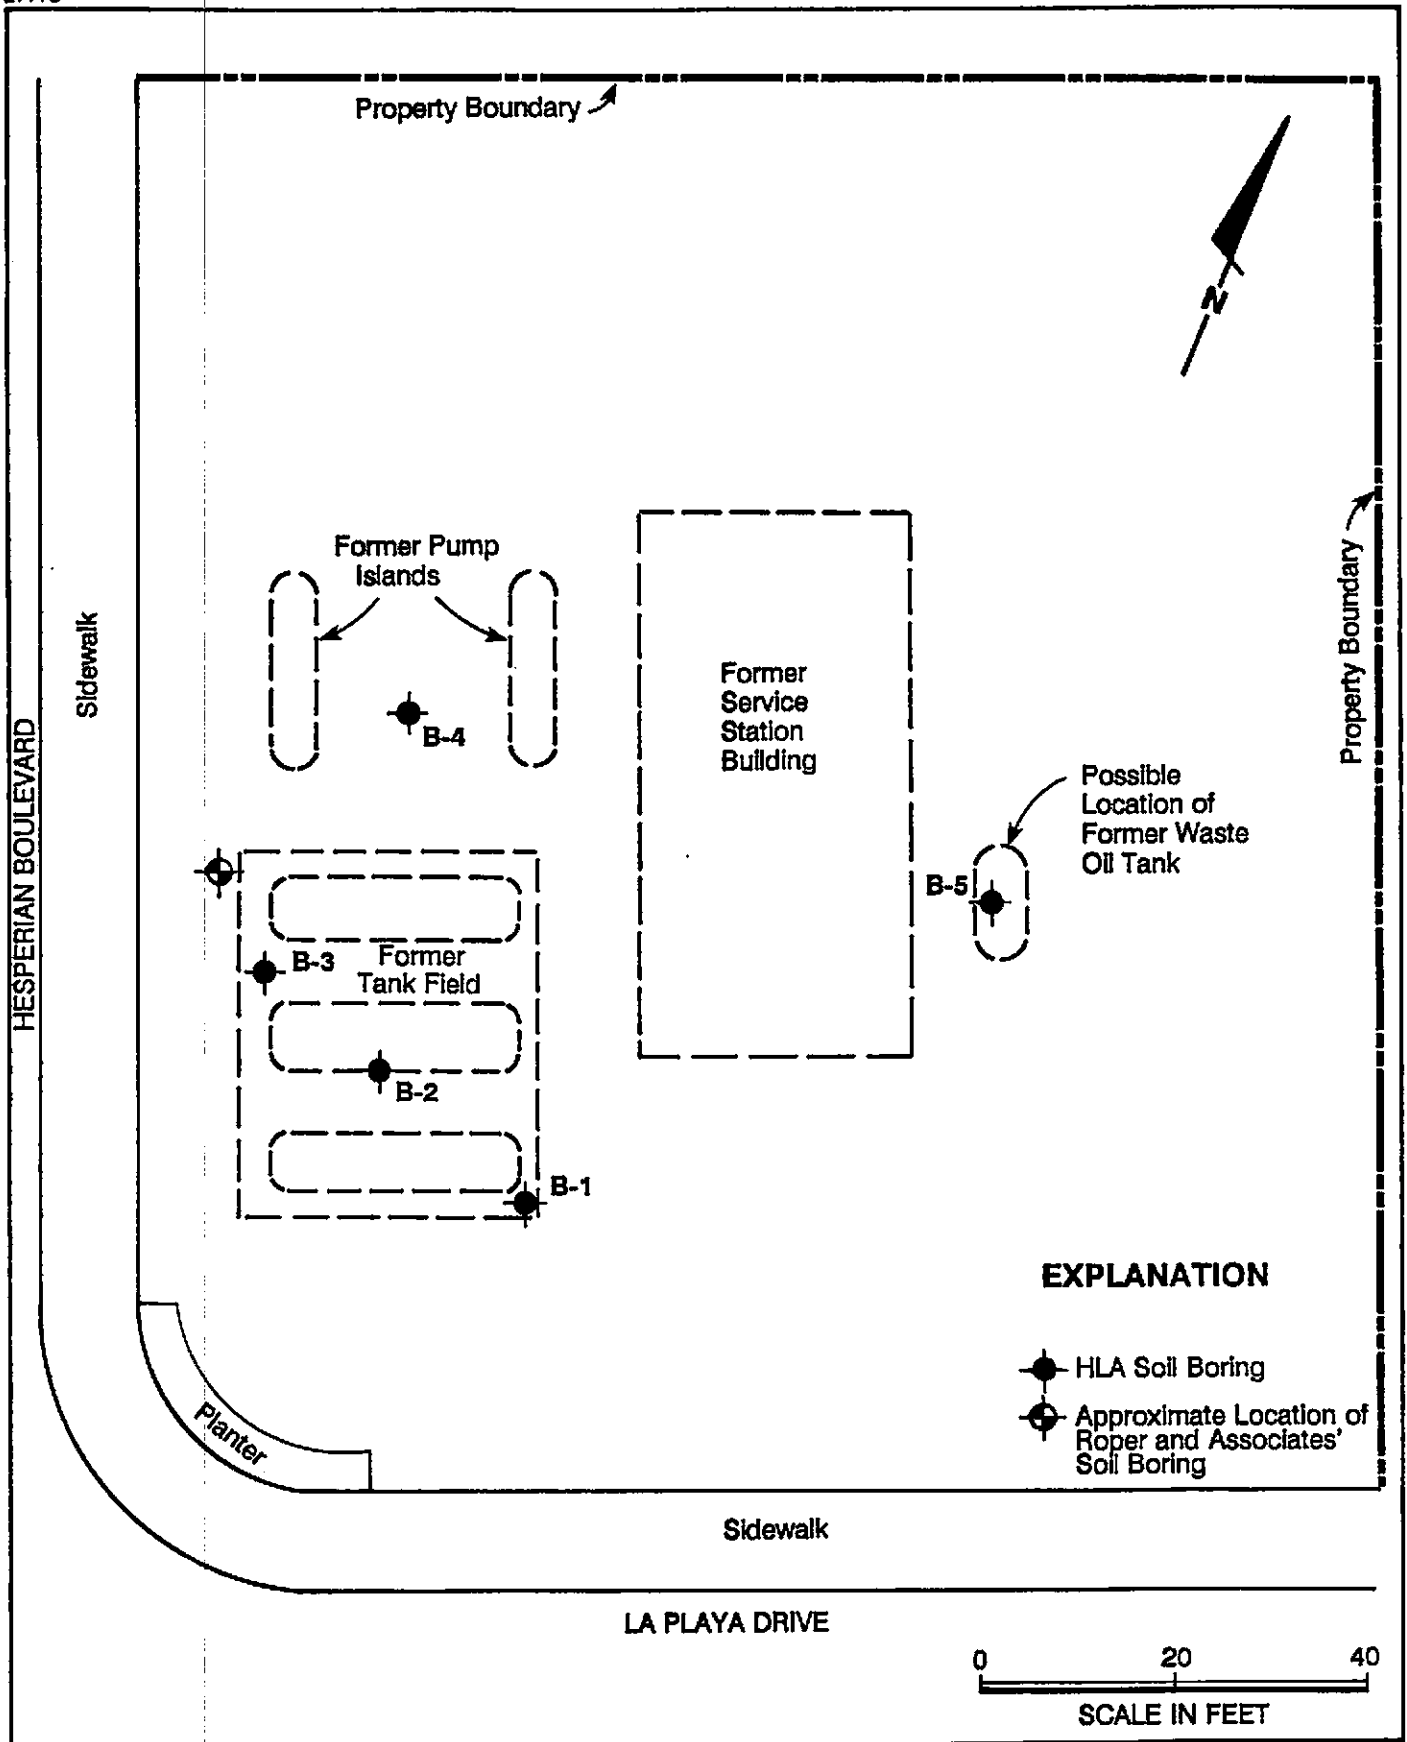 Property Boundary
N
Former Pump
Islands
Sidewalk
HESPERIAN BOULEVARD
B-4
Former
Service
Station
Building
Property Boundary
Possible
Location of
Former Waste
Oil Tank
B-5
B-3
Former
Tank Field
B-2
B-1
EXPLANATION
HLA Soil Boring
Approximate Location of
Roper and Associates'
Soil Boring
Planter
Sidewalk
LA PLAYA DRIVE
0 20 40
SCALE IN FEET